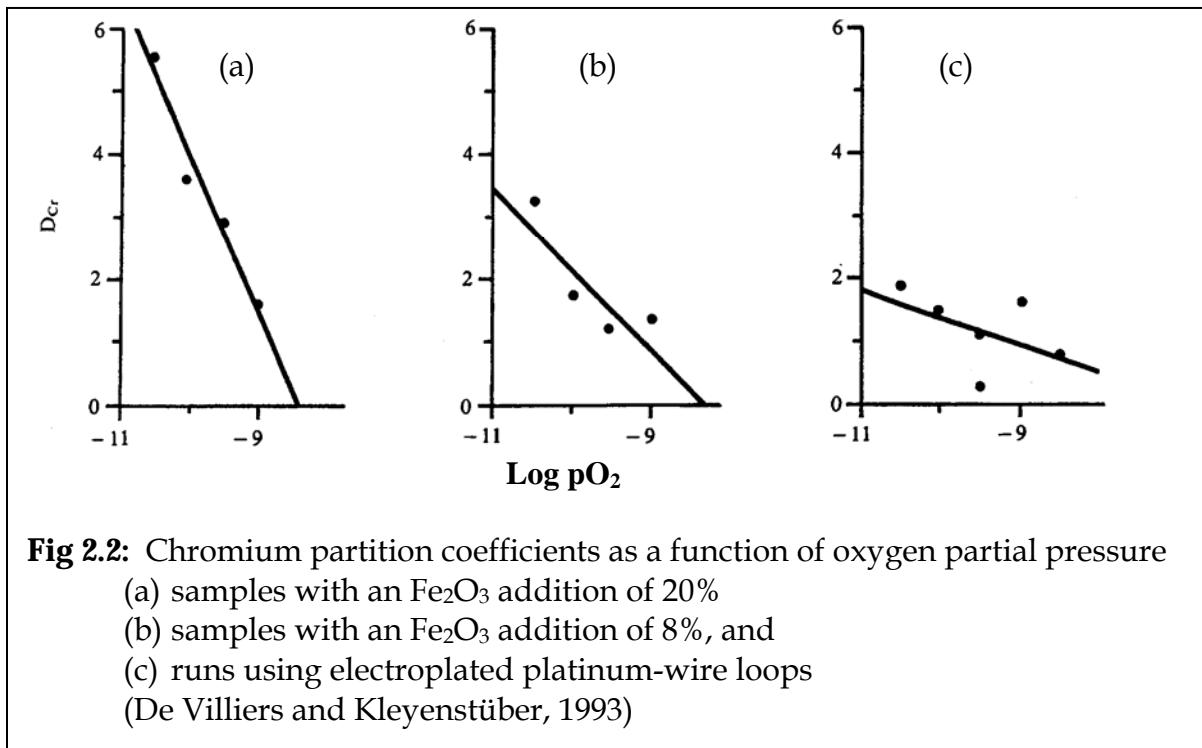 6 (a) 6 (b) 6 (c)
4 4 4
D_Cr
2 2 2
0 0 0
−11 −9 −11 −9 −11 −9
Log pO₂
Fig 2.2: Chromium partition coefficients as a function of oxygen partial pressure
(a) samples with an Fe₂O₃ addition of 20%
(b) samples with an Fe₂O₃ addition of 8%, and
(c) runs using electroplated platinum-wire loops
(De Villiers and Kleyenstüber, 1993)